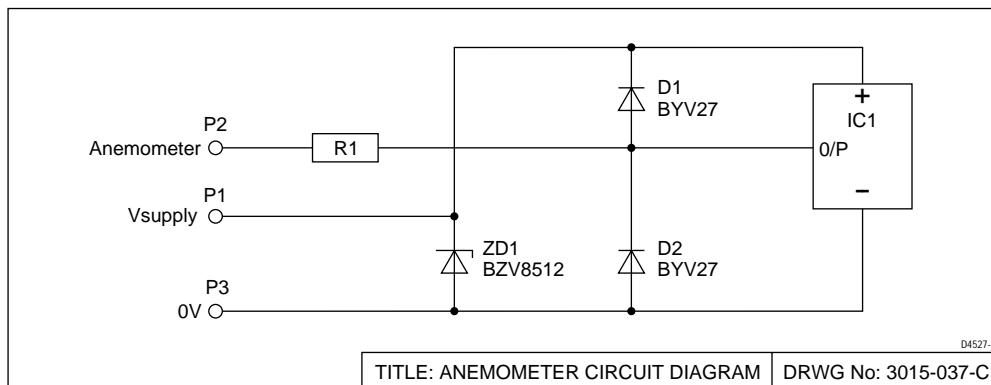 D1
BYV27
+
IC1
P2
Anemometer
R1
0/P
P1
Vsupply
−
ZD1
BZV8512
D2
BYV27
P3
0V
D4527-
TITLE: ANEMOMETER CIRCUIT DIAGRAM
DRWG No: 3015-037-C